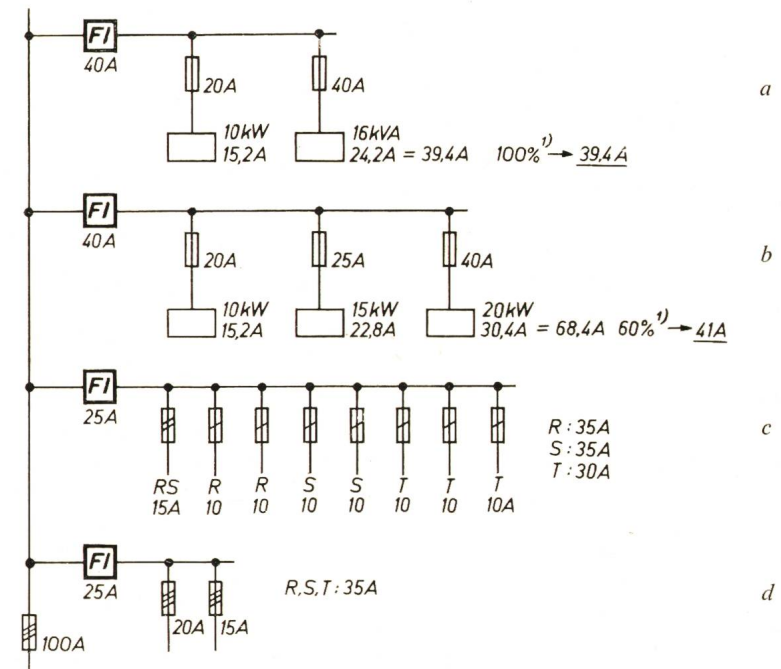 FI
40A
20A
40A
a
10kW
15,2A
16kVA
24,2A = 39,4A 100% 1) → 39,4A
FI
40A
20A
25A
40A
b
10kW
15,2A
15kW
22,8A
20kW
30,4A = 68,4A 60% 1) → 41A
FI
25A
R : 35A
S : 35A
T : 30A
c
RS R R S S T T T
15A 10 10 10 10 10 10 10A
FI
25A
20A
15A
R,S,T : 35A
d
100A